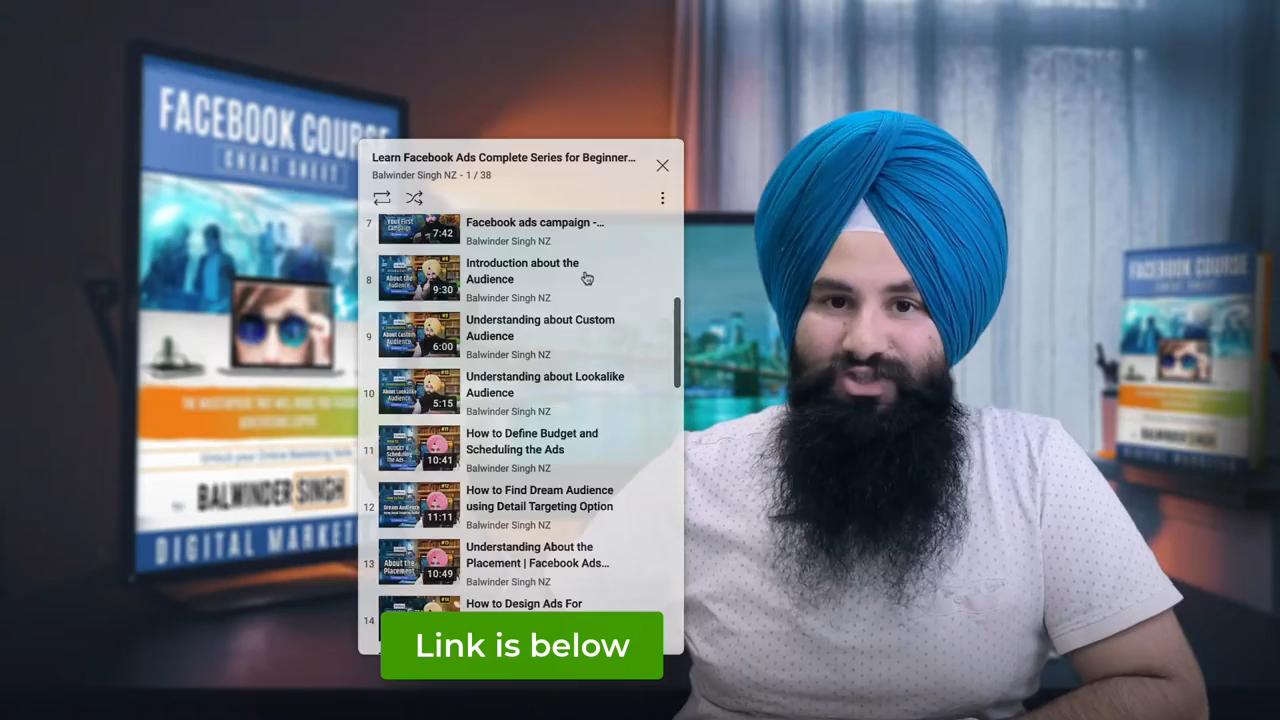 FACEBOOK COURSE
CHEAT SHEET
BALWINDER SINGH
DIGITAL MARKET
Learn Facebook Ads Complete Series for Beginner...
Balwinder Singh NZ - 1 / 38
7
7:42
Facebook ads campaign -...
Balwinder Singh NZ
8
9:30
Introduction about the
Audience
Balwinder Singh NZ
9
6:00
Understanding about Custom
Audience
Balwinder Singh NZ
10
5:15
Understanding about Lookalike
Audience
Balwinder Singh NZ
11
10:41
How to Define Budget and
Scheduling the Ads
Balwinder Singh NZ
12
11:11
How to Find Dream Audience
using Detail Targeting Option
Balwinder Singh NZ
13
10:49
Understanding About the
Placement | Facebook Ads...
Balwinder Singh NZ
14
How to Design Ads For
Link is below
FACEBOOK COURSE